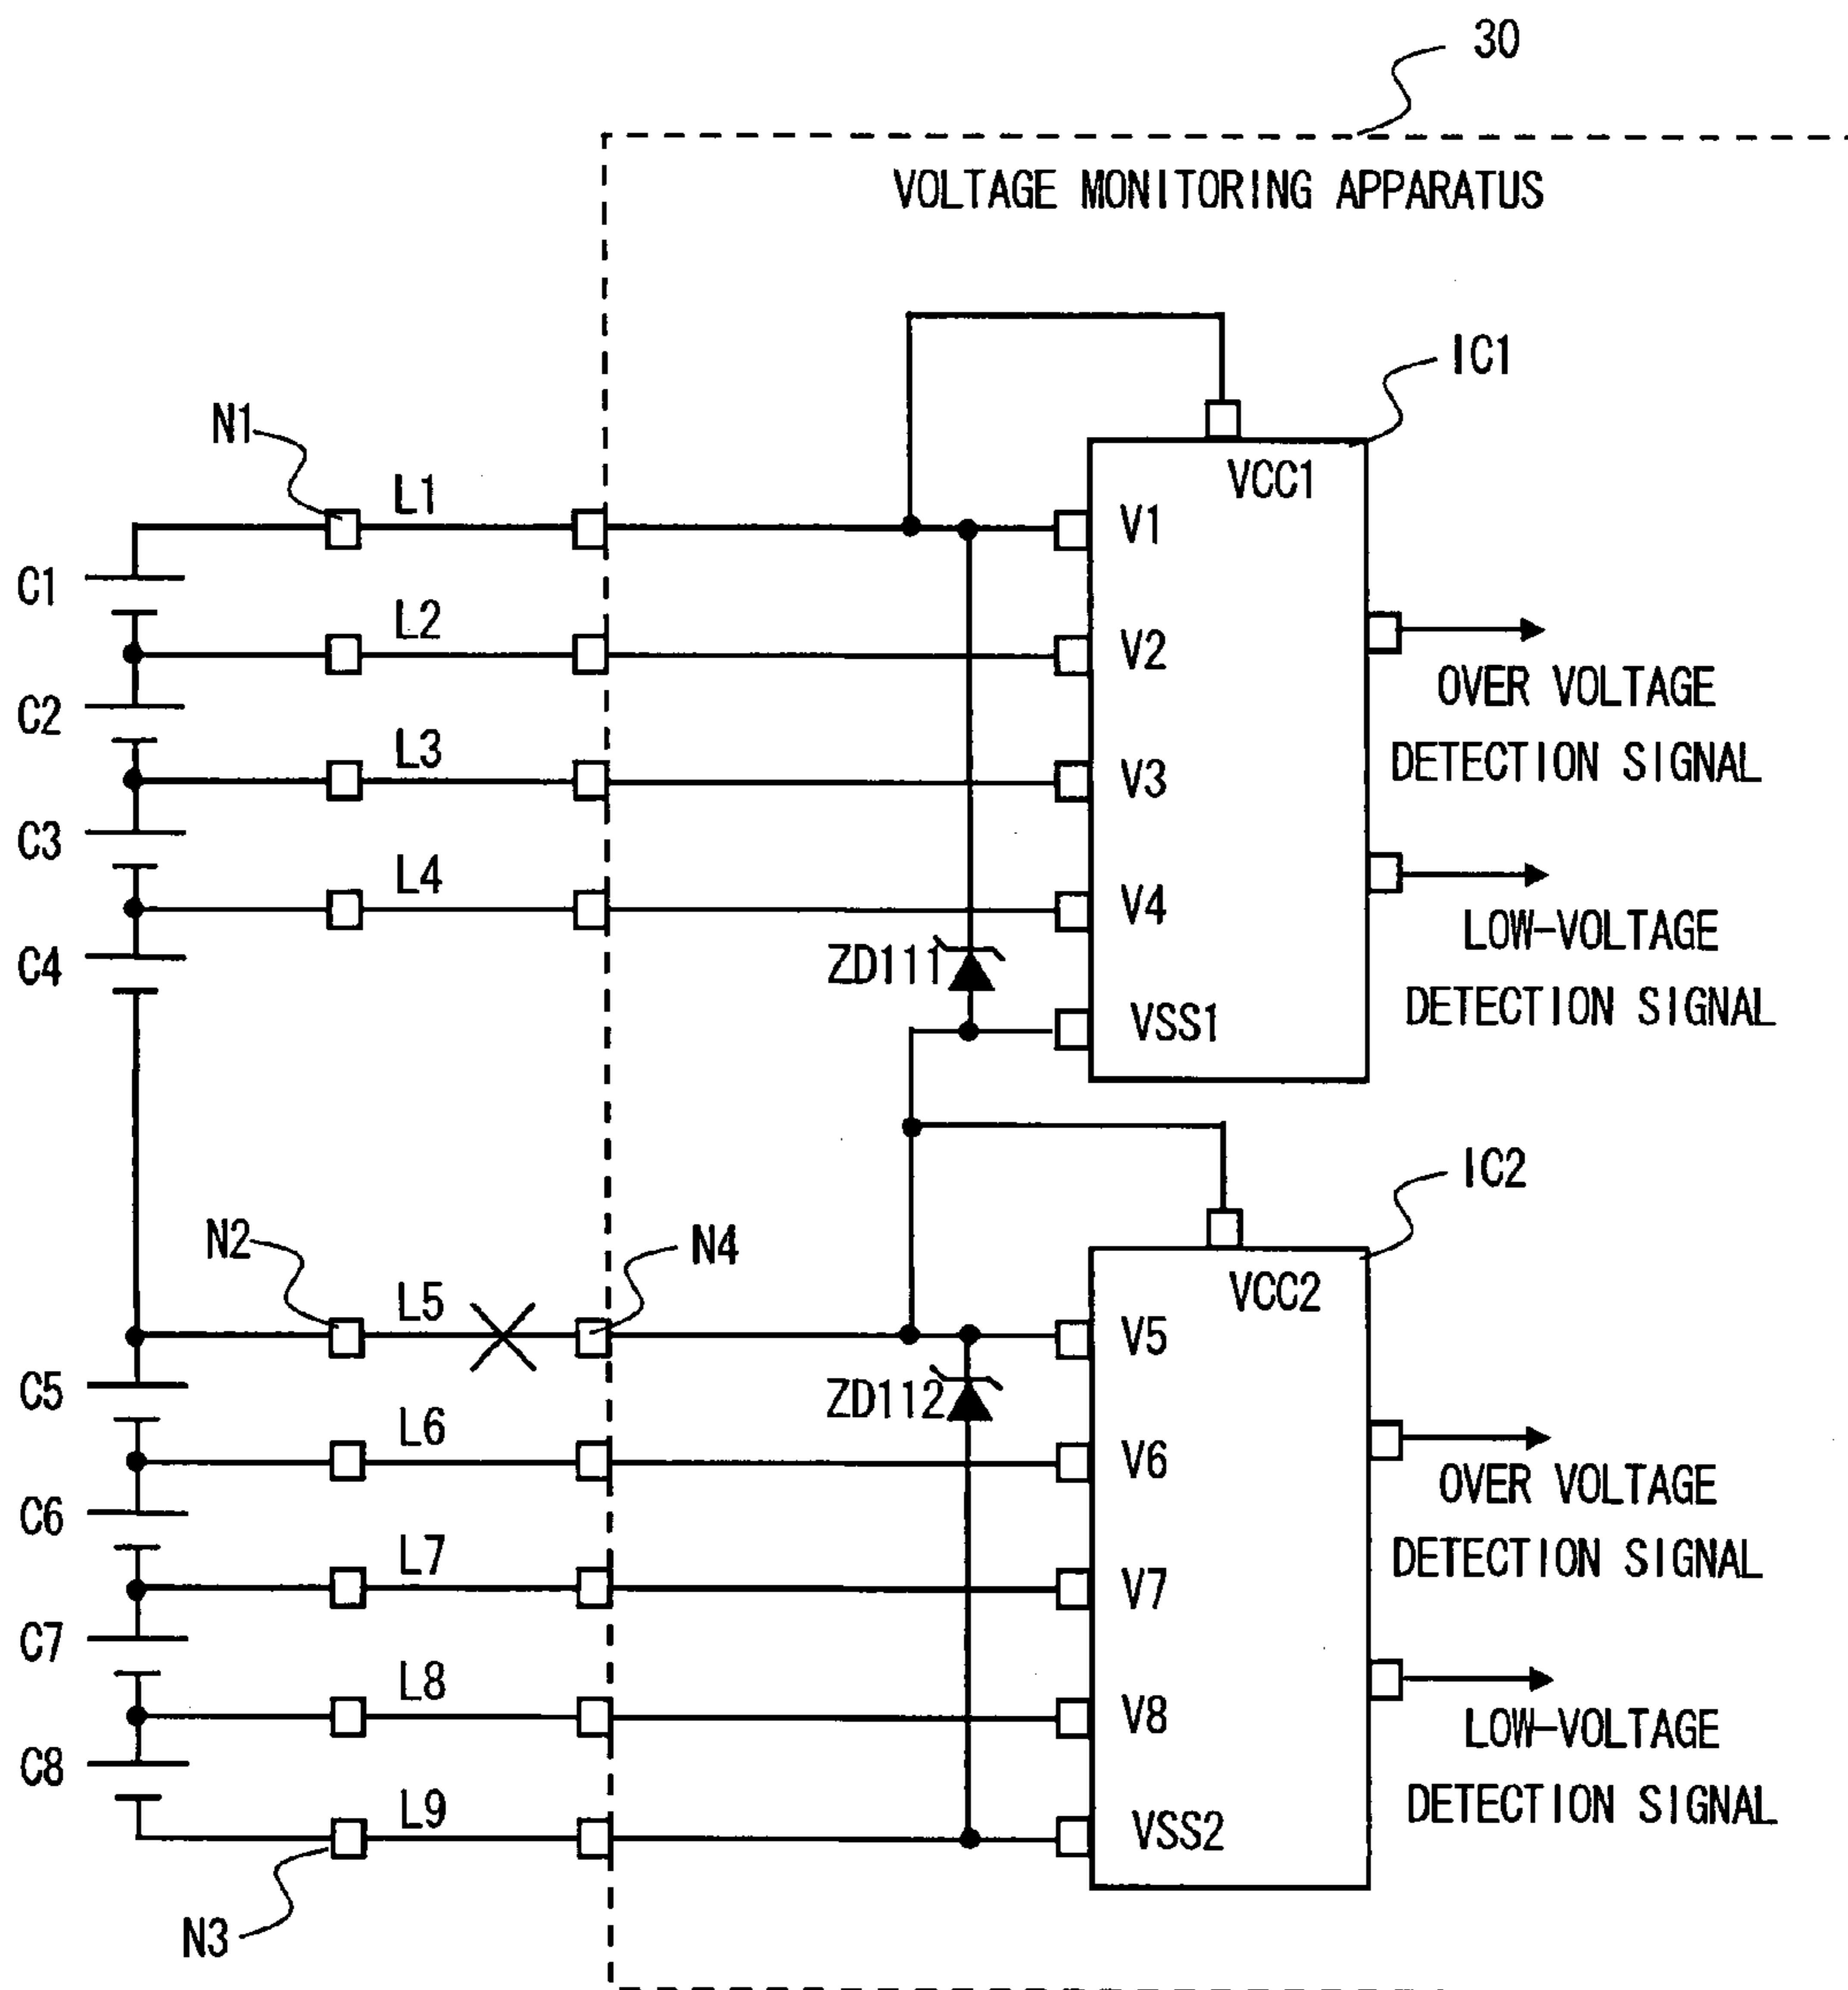 30
VOLTAGE MONITORING APPARATUS
IC1
N1
L1
VCC1
V1
C1
L2
V2
OVER VOLTAGE
DETECTION SIGNAL
C2
L3
V3
C3
L4
V4
LOW-VOLTAGE
DETECTION SIGNAL
C4
ZD111
VSS1
IC2
N2
N4
L5
VCC2
V5
C5
ZD112
L6
V6
OVER VOLTAGE
DETECTION SIGNAL
C6
L7
V7
C7
L8
V8
LOW-VOLTAGE
DETECTION SIGNAL
C8
L9
VSS2
N3